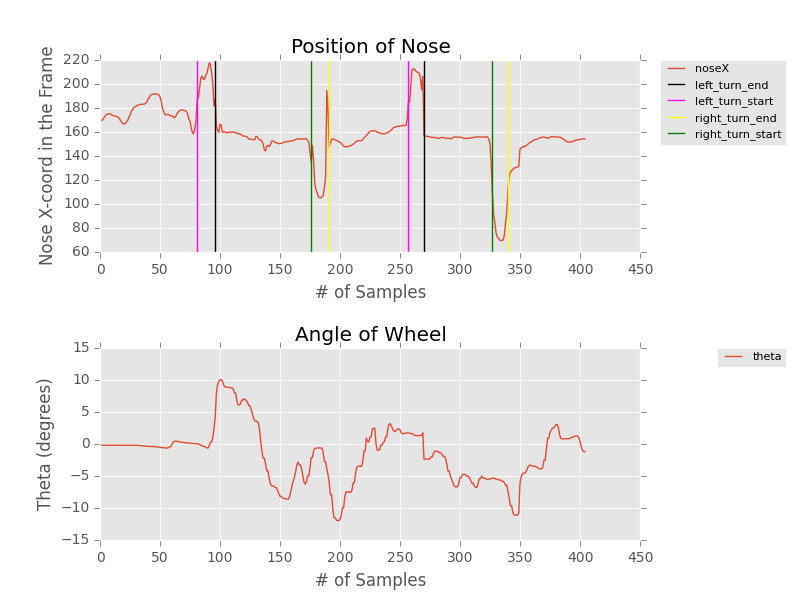 Position of Nose
Nose X-coord in the Frame
220
200
180
160
140
120
100
80
60
0 50 100 150 200 250 300 350 400 450
# of Samples
noseX
left_turn_end
left_turn_start
right_turn_end
right_turn_start
Angle of Wheel
Theta (degrees)
15
10
5
0
−5
−10
−15
0 50 100 150 200 250 300 350 400 450
# of Samples
theta